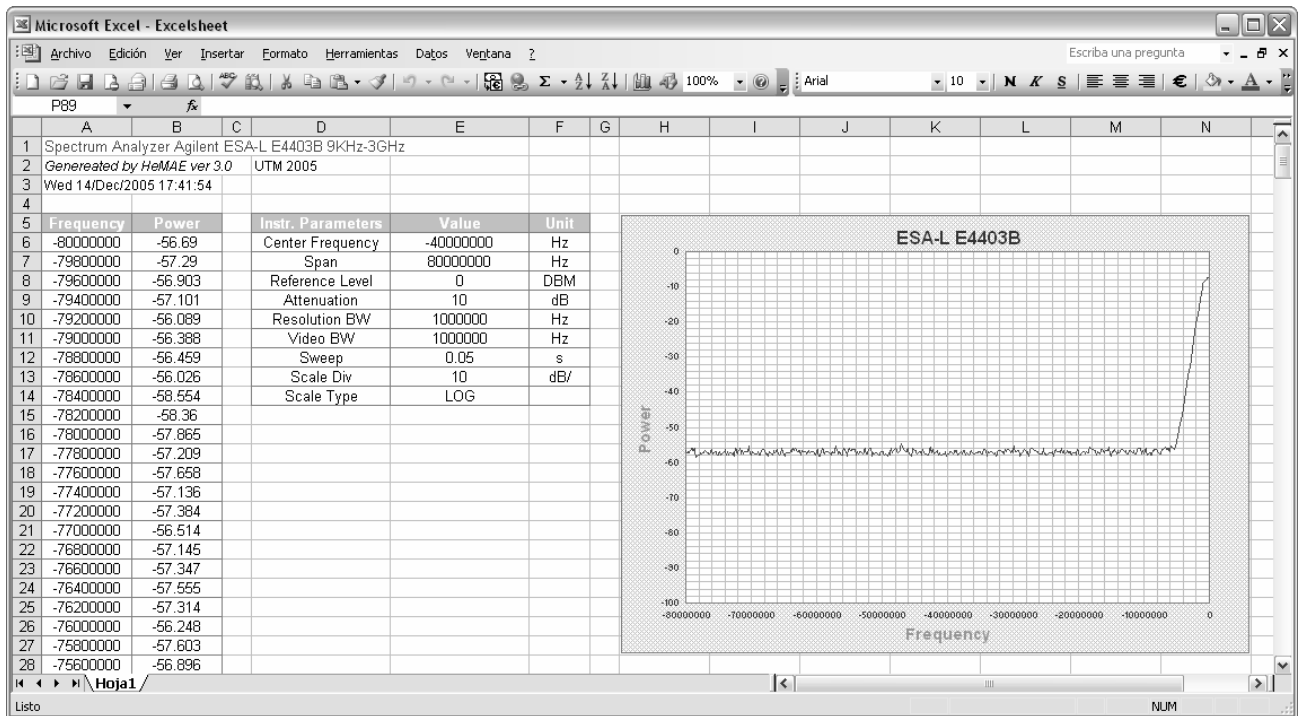 Microsoft Excel - Excelsheet
Archivo Edición Ver Insertar Formato Herramientas Datos Ventana ? Escriba una pregunta
100% Arial 10 N K S €
P89 fx
A B C D E F G H I J K L M N
1 Spectrum Analyzer Agilent ESA-L E4403B 9KHz-3GHz
2 Genereated by HeMAE ver 3.0 UTM 2005
3 Wed 14/Dec/2005 17:41:54
4
5 Frequency Power Instr. Parameters Value Unit
6 -80000000 -56.69 Center Frequency -40000000 Hz
7 -79800000 -57.29 Span 80000000 Hz
8 -79600000 -56.903 Reference Level 0 DBM
9 -79400000 -57.101 Attenuation 10 dB
10 -79200000 -56.089 Resolution BW 1000000 Hz
11 -79000000 -56.388 Video BW 1000000 Hz
12 -78800000 -56.459 Sweep 0.05 s
13 -78600000 -56.026 Scale Div 10 dB/
14 -78400000 -58.554 Scale Type LOG
15 -78200000 -58.36
16 -78000000 -57.865
17 -77800000 -57.209
18 -77600000 -57.658
19 -77400000 -57.136
20 -77200000 -57.384
21 -77000000 -56.514
22 -76800000 -57.145
23 -76600000 -57.347
24 -76400000 -57.555
25 -76200000 -57.314
26 -76000000 -56.248
27 -75800000 -57.603
28 -75600000 -56.896
ESA-L E4403B
0
-10
-20
-30
-40
-50
-60
-70
-80
-90
-100
Power
-80000000 -70000000 -60000000 -50000000 -40000000 -30000000 -20000000 -10000000 0
Frequency
Hoja1
Listo NUM